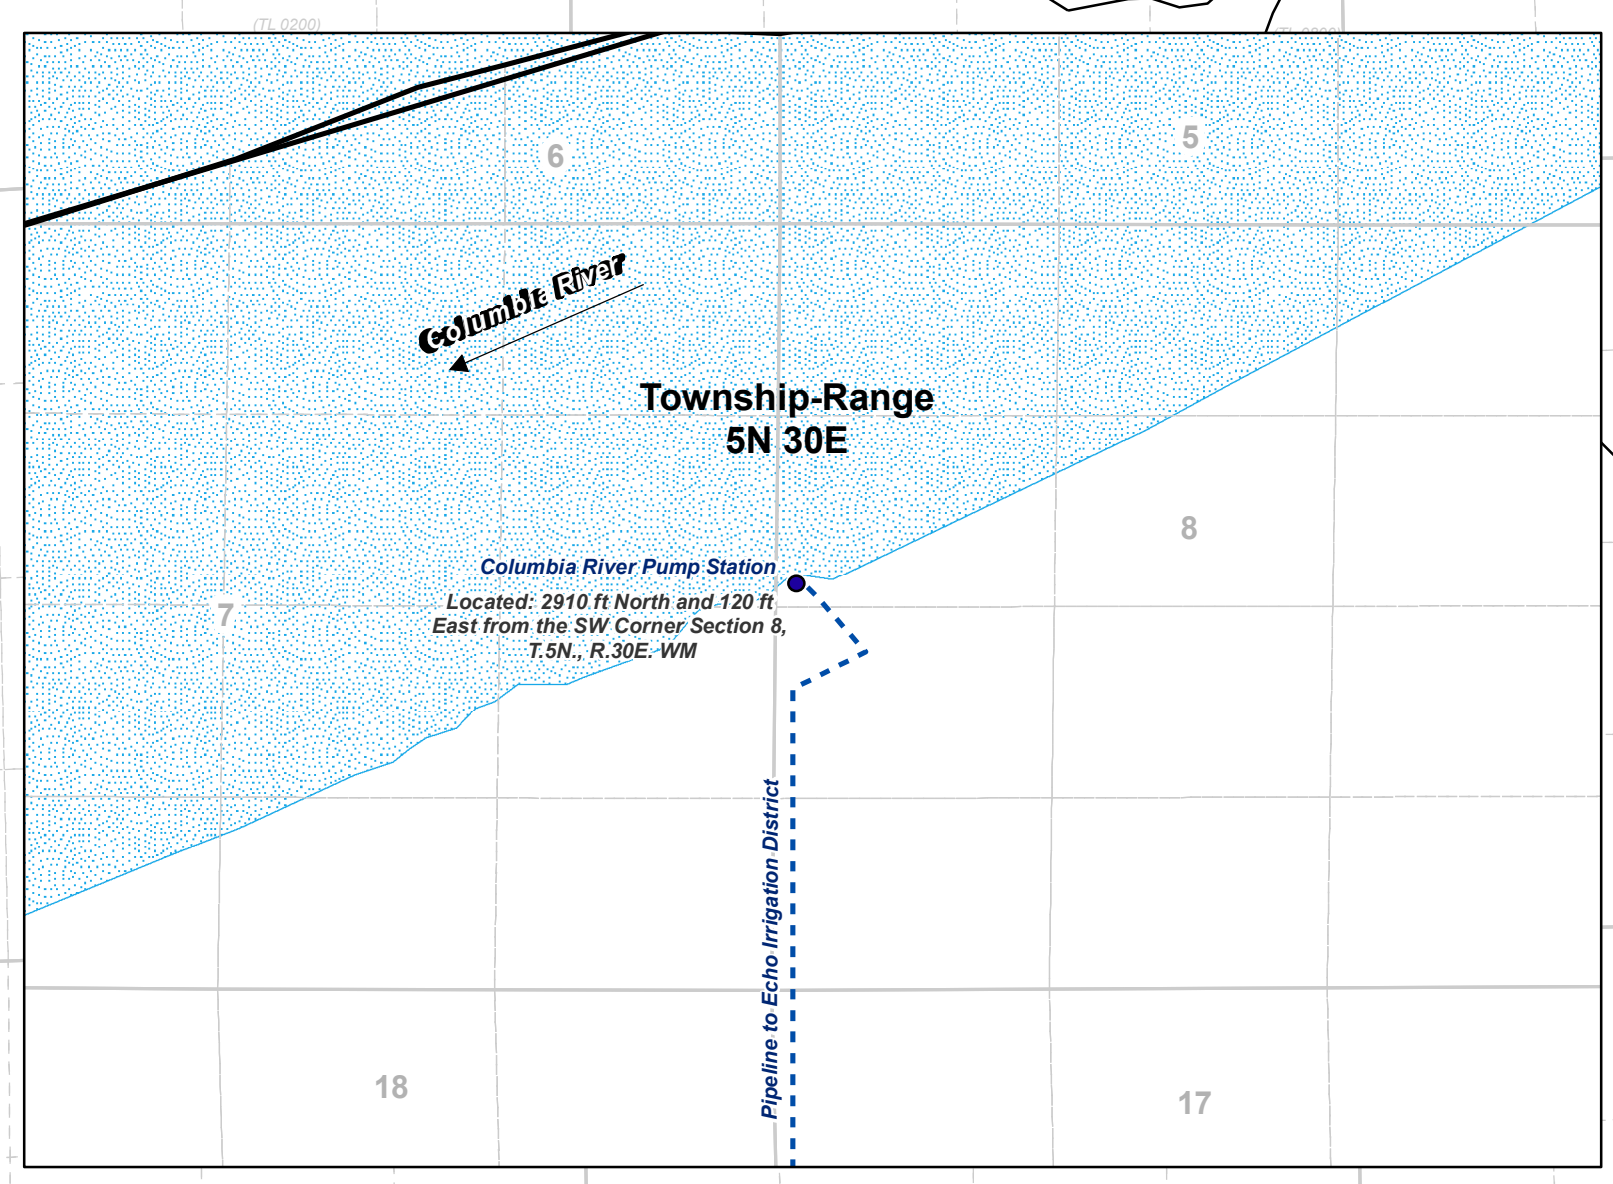 (TL 0200)
5
6
Columbia River
Township-Range
5N 30E
8
Columbia River Pump Station
Located: 2910 ft North and 120 ft
East from the SW Corner Section 8,
T.5N., R.30E. WM
7
Pipeline to Echo Irrigation District
18
17